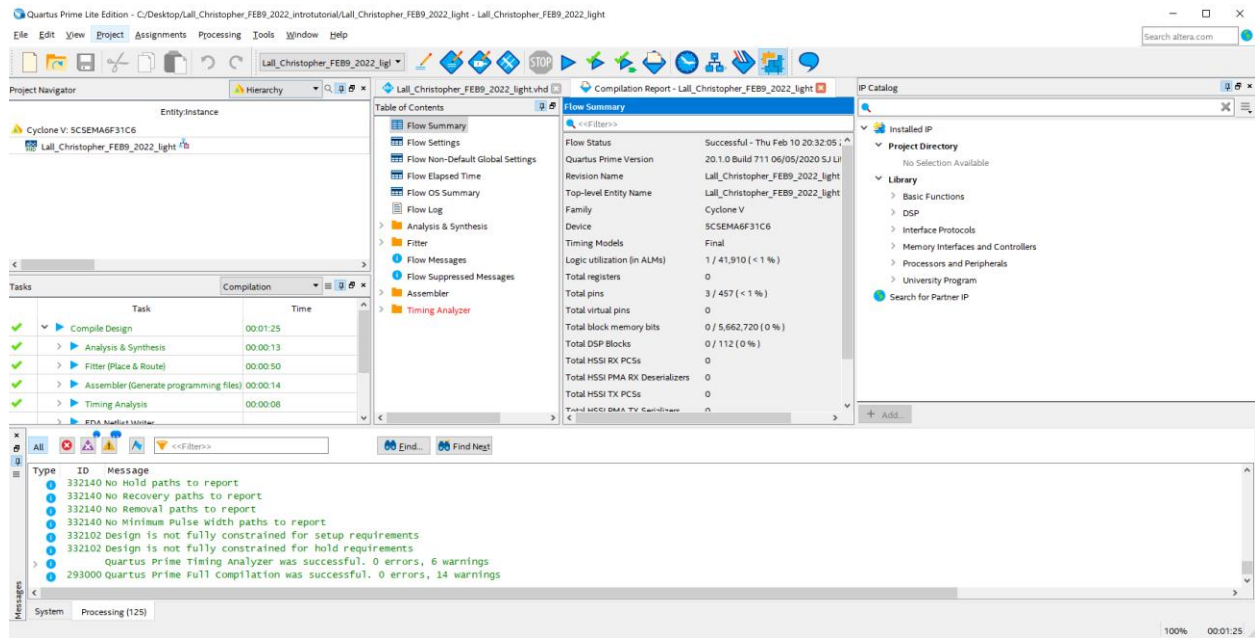 Quartus Prime Lite Edition - C:/Desktop/Lall_Christopher_FEB9_2022_introtutorial/Lall_Christopher_FEB9_2022_light - Lall_Christopher_FEB9_2022_light
File Edit View Project Assignments Processing Tools Window Help
Search altera.com
Lall_Christopher_FEB9_2022_ligl
STOP
Project Navigator
Hierarchy
Entity:Instance
Cyclone V: 5CSEMA6F31C6
Lall_Christopher_FEB9_2022_light
Tasks
Compilation
Task Time
Compile Design 00:01:25
Analysis & Synthesis 00:00:13
Fitter (Place & Route) 00:00:50
Assembler (Generate programming files) 00:00:14
Timing Analysis 00:00:08
EDA Netlist Writer
Lall_Christopher_FEB9_2022_light.vhd
Compilation Report - Lall_Christopher_FEB9_2022_light
Table of Contents
Flow Summary
Flow Settings
Flow Non-Default Global Settings
Flow Elapsed Time
Flow OS Summary
Flow Log
Analysis & Synthesis
Fitter
Flow Messages
Flow Suppressed Messages
Assembler
Timing Analyzer
Flow Summary
<<Filter>>
Flow Status Successful - Thu Feb 10 20:32:05
Quartus Prime Version 20.1.0 Build 711 06/05/2020 SJ Li
Revision Name Lall_Christopher_FEB9_2022_light
Top-level Entity Name Lall_Christopher_FEB9_2022_light
Family Cyclone V
Device 5CSEMA6F31C6
Timing Models Final
Logic utilization (in ALMs) 1 / 41,910 ( < 1 % )
Total registers 0
Total pins 3 / 457 ( < 1 % )
Total virtual pins 0
Total block memory bits 0 / 5,662,720 ( 0 % )
Total DSP Blocks 0 / 112 ( 0 % )
Total HSSI RX PCSs 0
Total HSSI PMA RX Deserializers 0
Total HSSI TX PCSs 0
Total HSSI PMA TX Serializers 0
IP Catalog
Installed IP
Project Directory
No Selection Available
Library
Basic Functions
DSP
Interface Protocols
Memory Interfaces and Controllers
Processors and Peripherals
University Program
Search for Partner IP
+ Add...
All
<<Filter>>
Find...
Find Next
Type ID Message
332140 No Hold paths to report
332140 No Recovery paths to report
332140 No Removal paths to report
332140 No Minimum Pulse Width paths to report
332102 Design is not fully constrained for setup requirements
332102 Design is not fully constrained for hold requirements
Quartus Prime Timing Analyzer was successful. 0 errors, 6 warnings
293000 Quartus Prime Full Compilation was successful. 0 errors, 14 warnings
Messages
System Processing (125)
100% 00:01:25